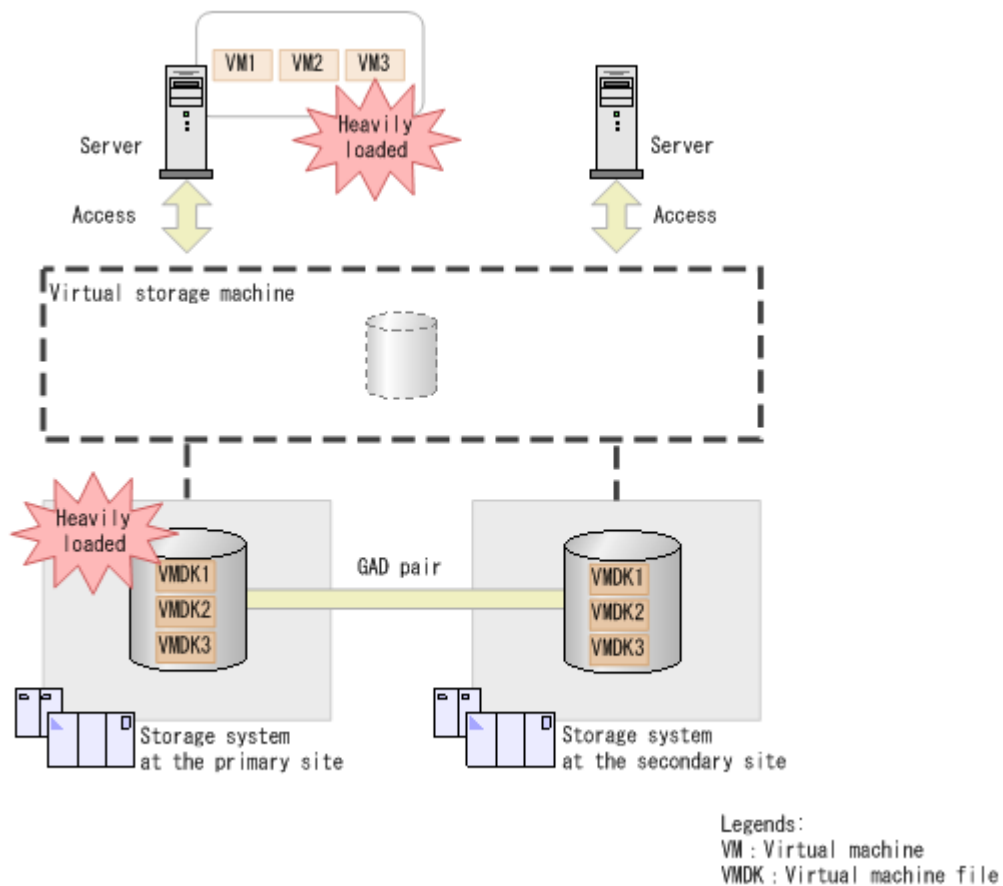 VM1 VM2 VM3
Heavily
loaded
Server
Server
Access
Access
Virtual storage machine
Heavily
loaded
GAD pair
VMDK1
VMDK2
VMDK3
VMDK1
VMDK2
VMDK3
Storage system
at the primary site
Storage system
at the secondary site
Legends:
VM : Virtual machine
VMDK : Virtual machine file